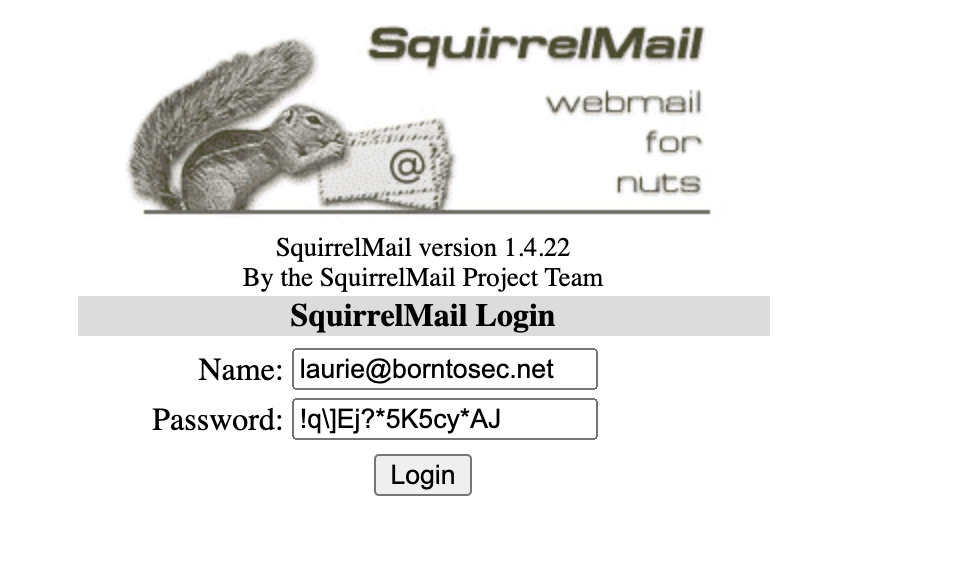 SquirrelMail
webmail
for
nuts
@
SquirrelMail version 1.4.22
By the SquirrelMail Project Team
SquirrelMail Login
Name: laurie@borntosec.net
Password: !q\]Ej?*5K5cy*AJ
Login